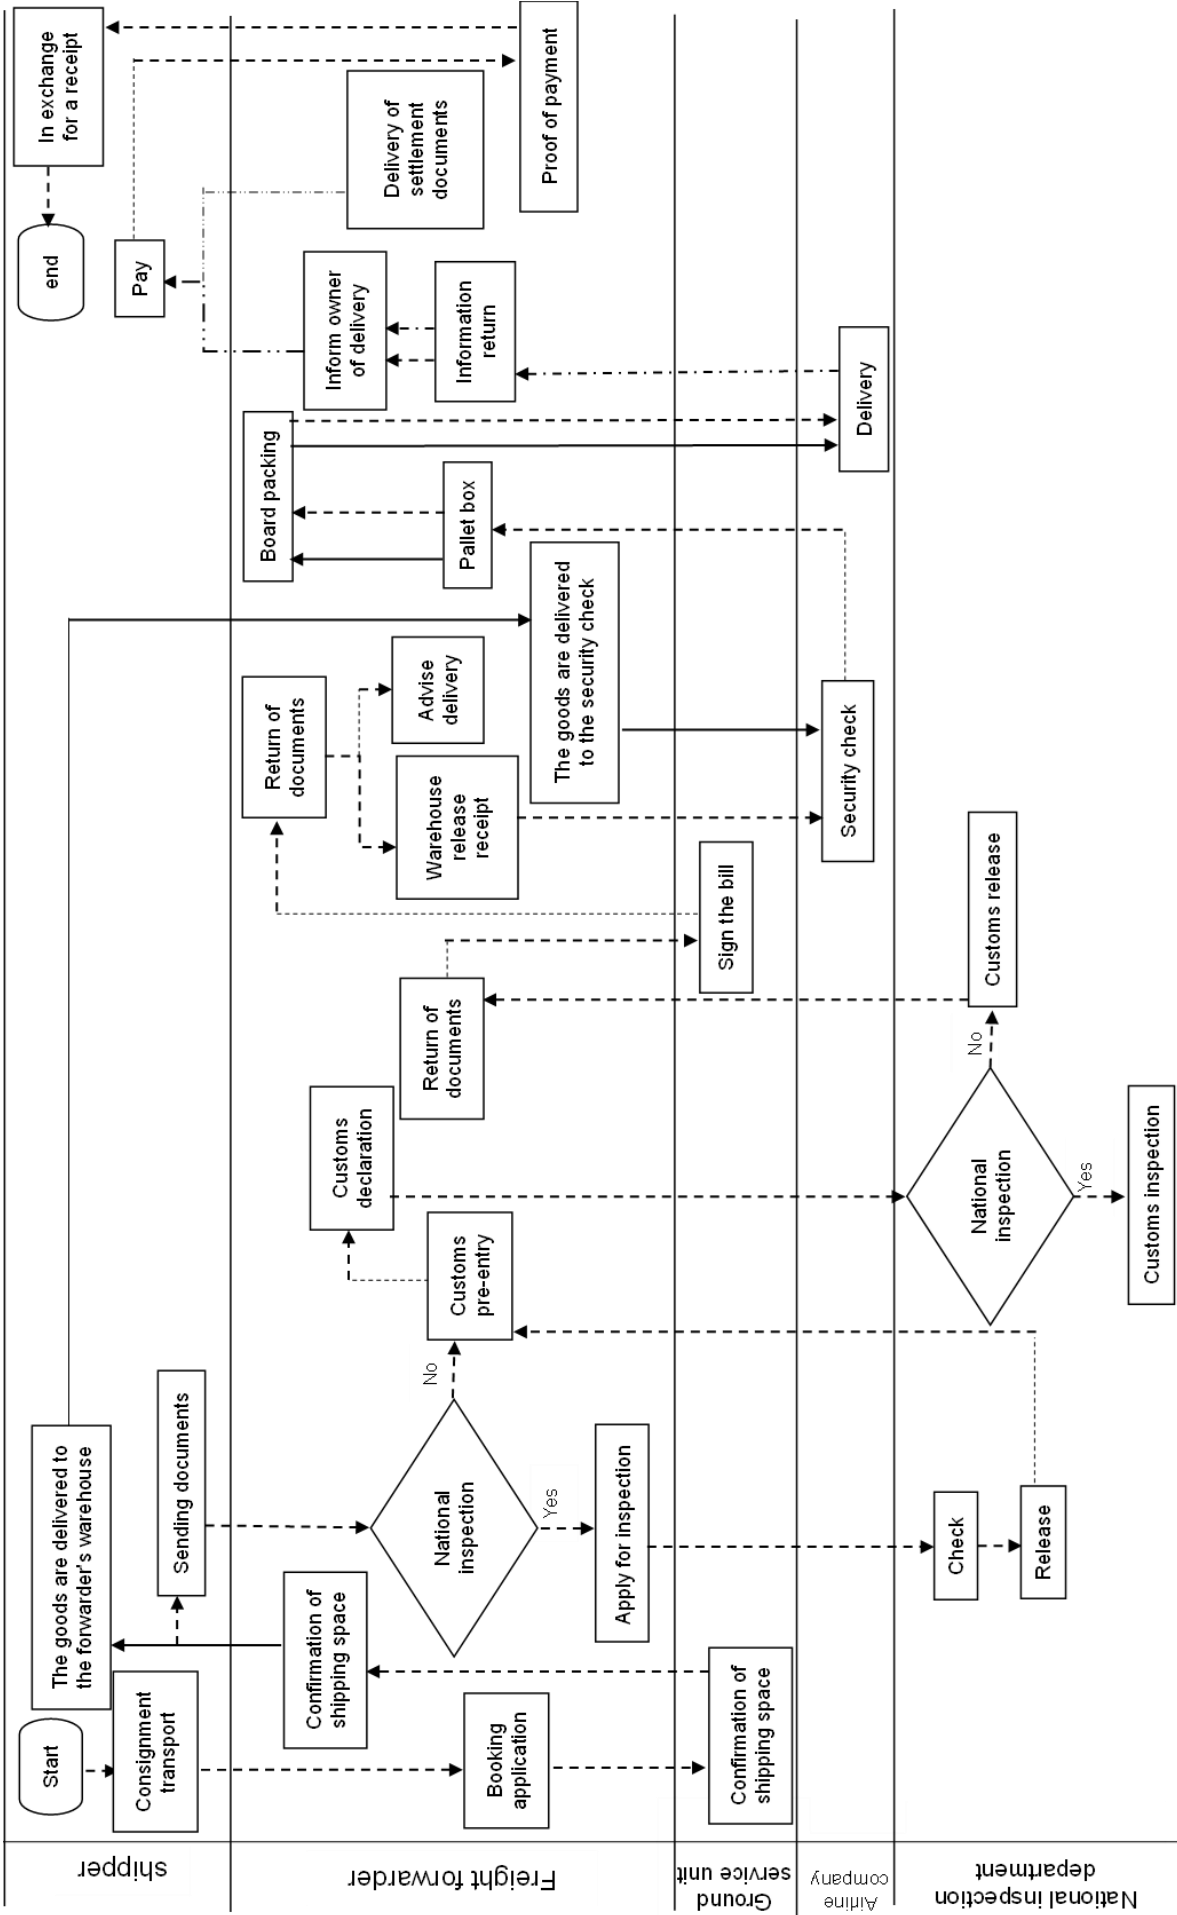 shipper
Start
Consignment
transport
The goods are delivered to
the forwarder's warehouse
Sending documents
Pay
end
In exchange
for a receipt
Freight forwarder
Confirmation of
shipping space
Booking
application
National
inspection
No
Yes
Apply for inspection
Customs
pre-entry
Customs
declaration
Return of
documents
Return of
documents
Warehouse
release
receipt
Advise
delivery
The goods are delivered
to the security check
Board packing
Pallet box
Inform owner
of delivery
Information
return
Delivery of
settlement
documents
Proof of payment
Ground
service unit
Confirmation of
shipping space
Sign the bill
Airline
company
Security check
Delivery
National inspection
department
Check
Release
National
inspection
No
Yes
Customs release
Customs inspection